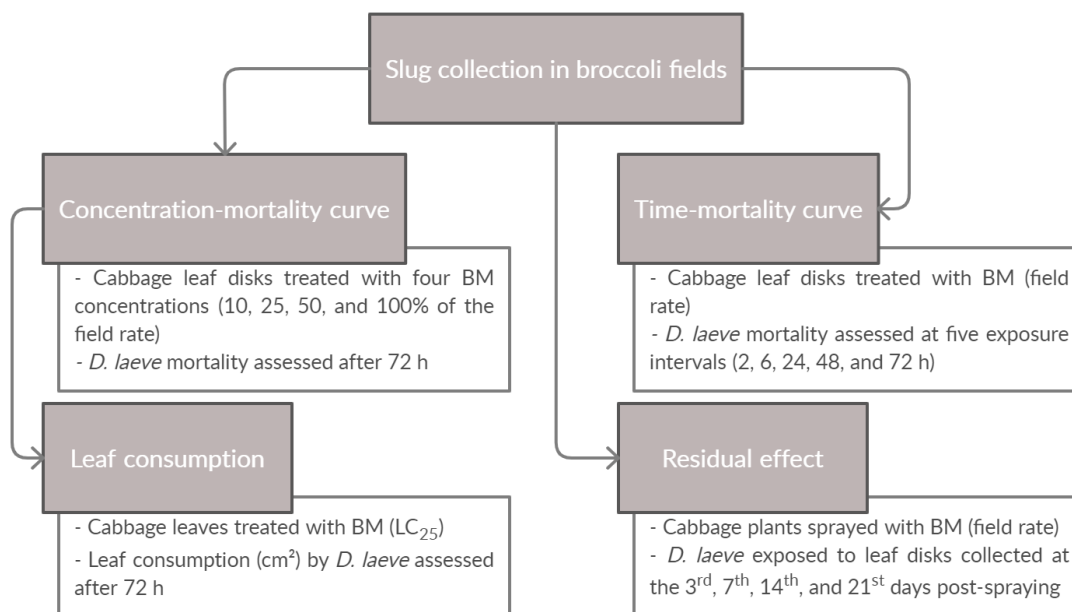 Slug collection in broccoli fields
Concentration-mortality curve
- Cabbage leaf disks treated with four BM
concentrations (10, 25, 50, and 100% of the
field rate)
- D. laeve mortality assessed after 72 h
Time-mortality curve
- Cabbage leaf disks treated with BM (field
rate)
- D. laeve mortality assessed at five exposure
intervals (2, 6, 24, 48, and 72 h)
Leaf consumption
- Cabbage leaves treated with BM (LC25)
- Leaf consumption (cm²) by D. laeve assessed
after 72 h
Residual effect
- Cabbage plants sprayed with BM (field rate)
- D. laeve exposed to leaf disks collected at
the 3rd, 7th, 14th, and 21st days post-spraying